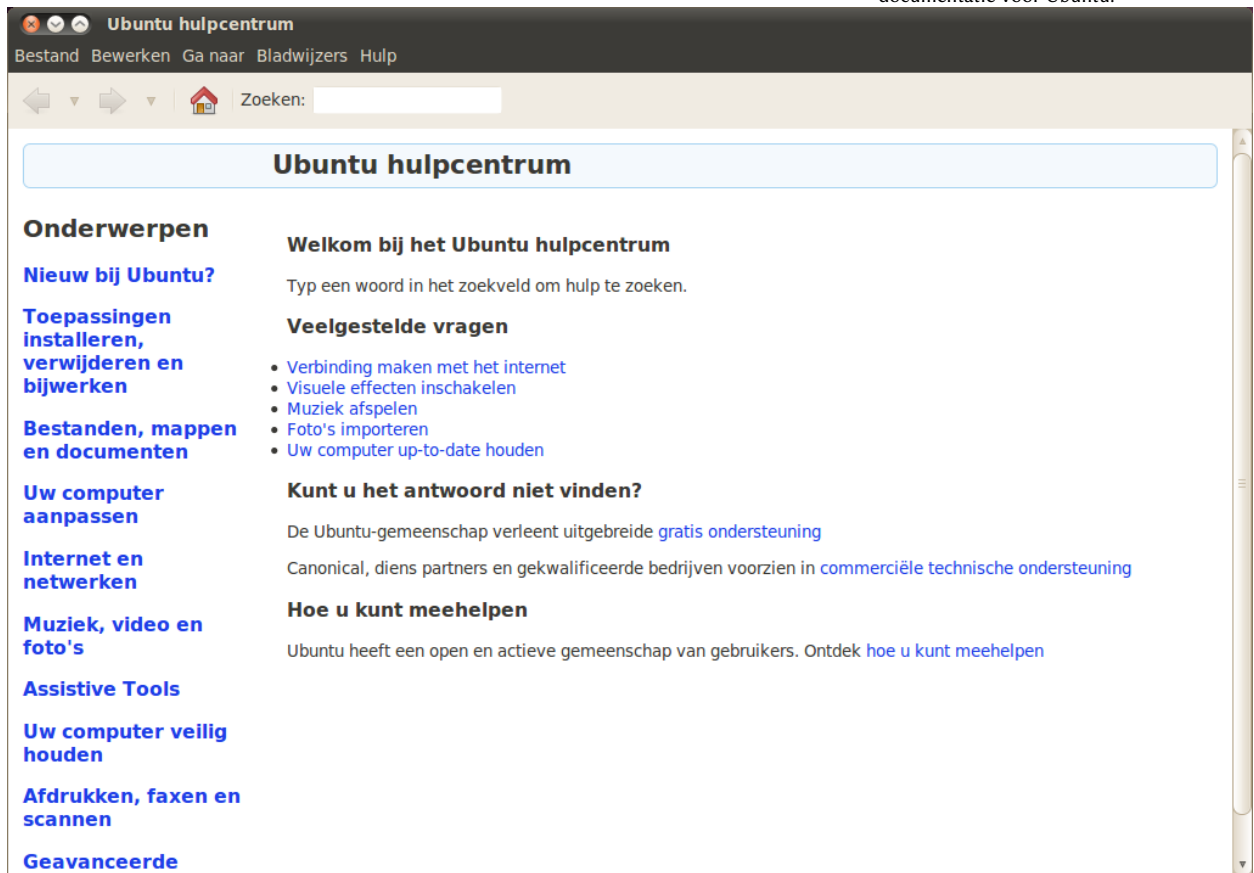 documentatie voor Ubuntu.
Ubuntu hulpcentrum
Bestand Bewerken Ga naar Bladwijzers Hulp
Zoeken:
Ubuntu hulpcentrum
Onderwerpen
Nieuw bij Ubuntu?
Toepassingen
installeren,
verwijderen en
bijwerken
Bestanden, mappen
en documenten
Uw computer
aanpassen
Internet en
netwerken
Muziek, video en
foto's
Assistive Tools
Uw computer veilig
houden
Afdrukken, faxen en
scannen
Geavanceerde
Welkom bij het Ubuntu hulpcentrum
Typ een woord in het zoekveld om hulp te zoeken.
Veelgestelde vragen
• Verbinding maken met het internet
• Visuele effecten inschakelen
• Muziek afspelen
• Foto's importeren
• Uw computer up-to-date houden
Kunt u het antwoord niet vinden?
De Ubuntu-gemeenschap verleent uitgebreide gratis ondersteuning
Canonical, diens partners en gekwalificeerde bedrijven voorzien in commerciële technische ondersteuning
Hoe u kunt meehelpen
Ubuntu heeft een open en actieve gemeenschap van gebruikers. Ontdek hoe u kunt meehelpen